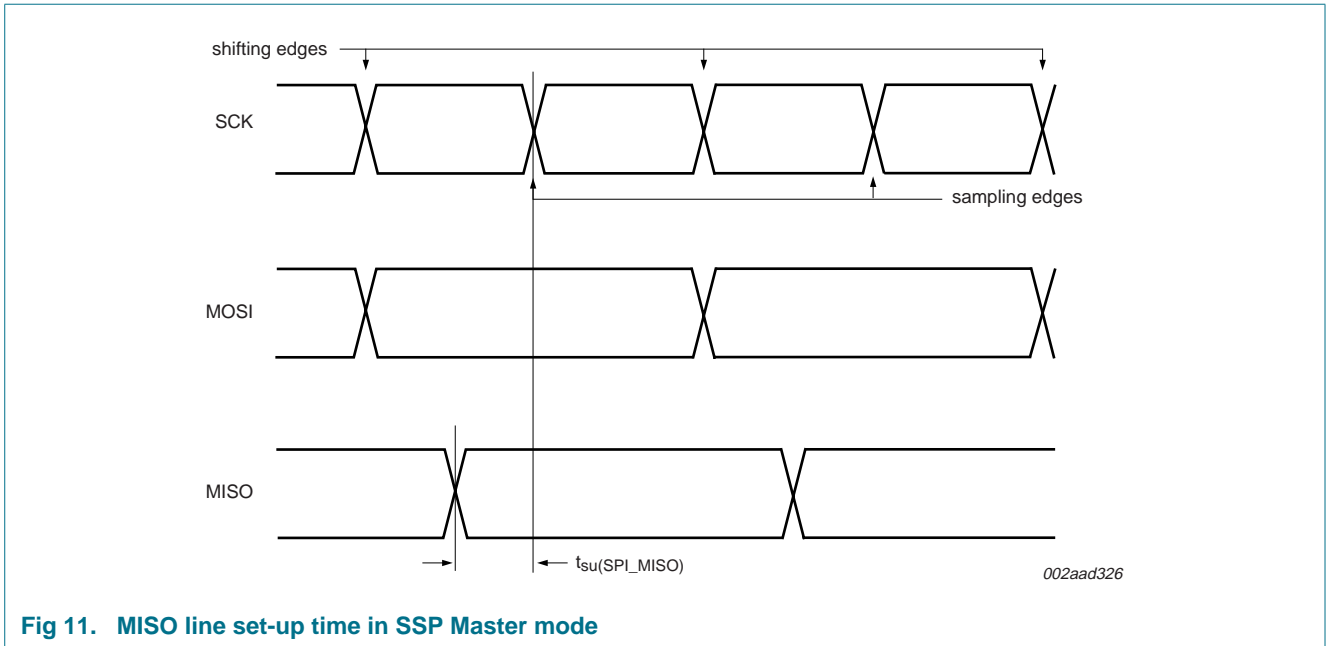 shifting edges
SCK
sampling edges
MOSI
MISO
tsu(SPI_MISO)
002aad326
Fig 11. MISO line set-up time in SSP Master mode